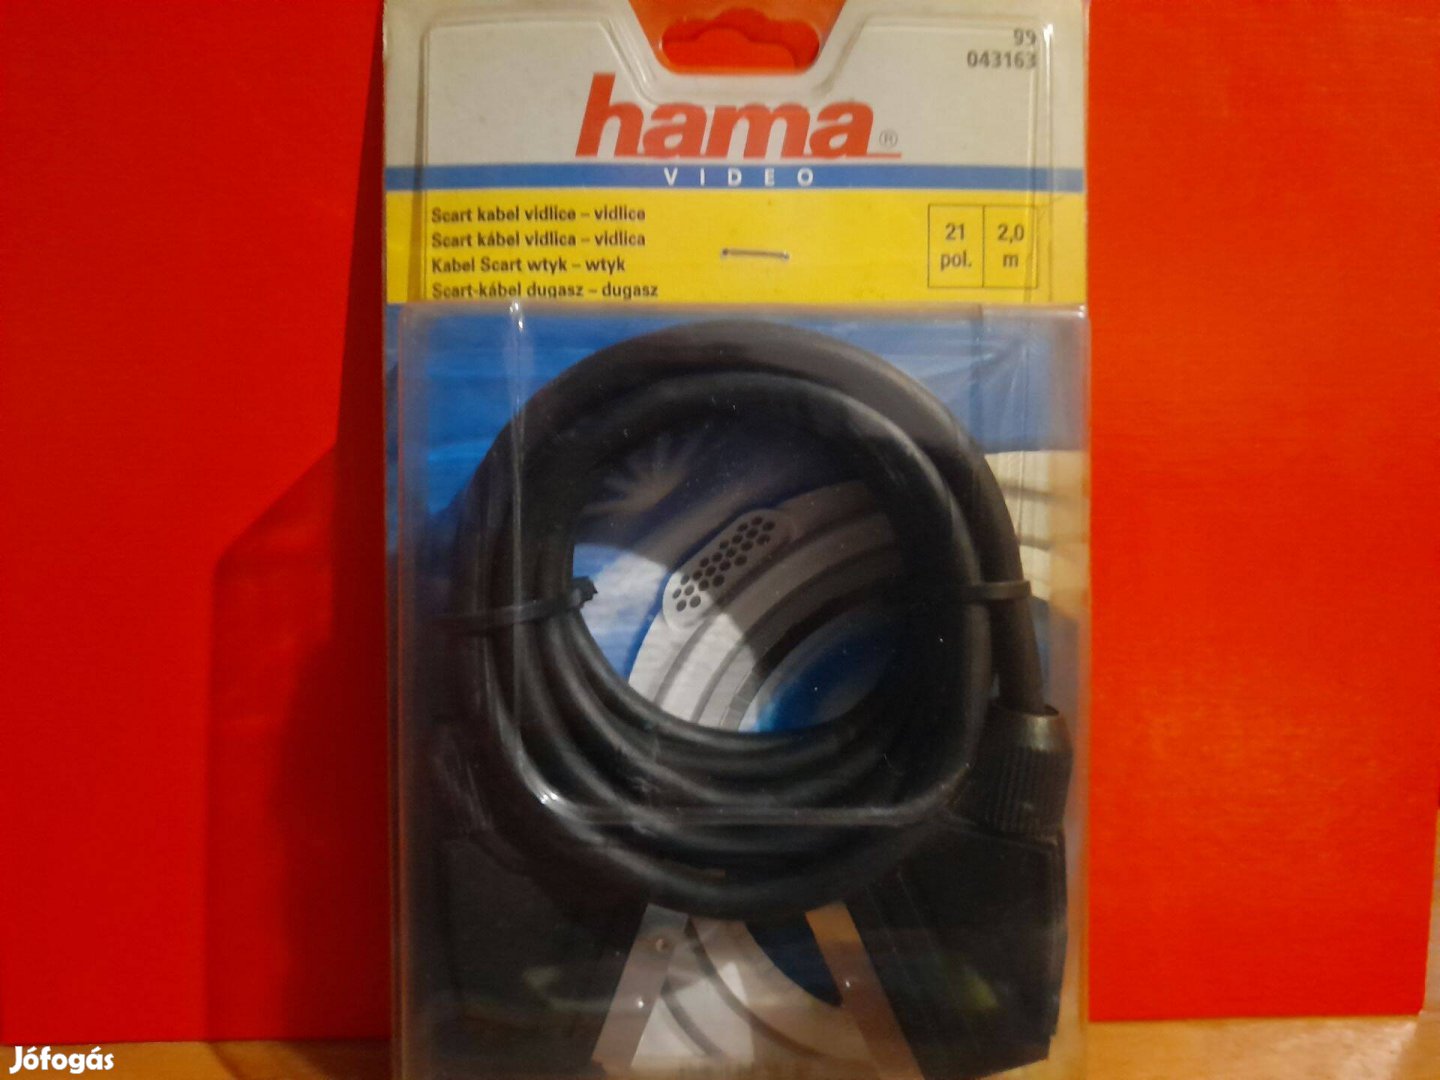 99
043163
hama®
VIDEO
Scart kabel vidlice – vidlice
Scart kábel vidlica – vidlica
Kabel Scart wtyk – wtyk
Scart-kábel dugasz – dugasz
21 pol.
2,0 m
Jófogás